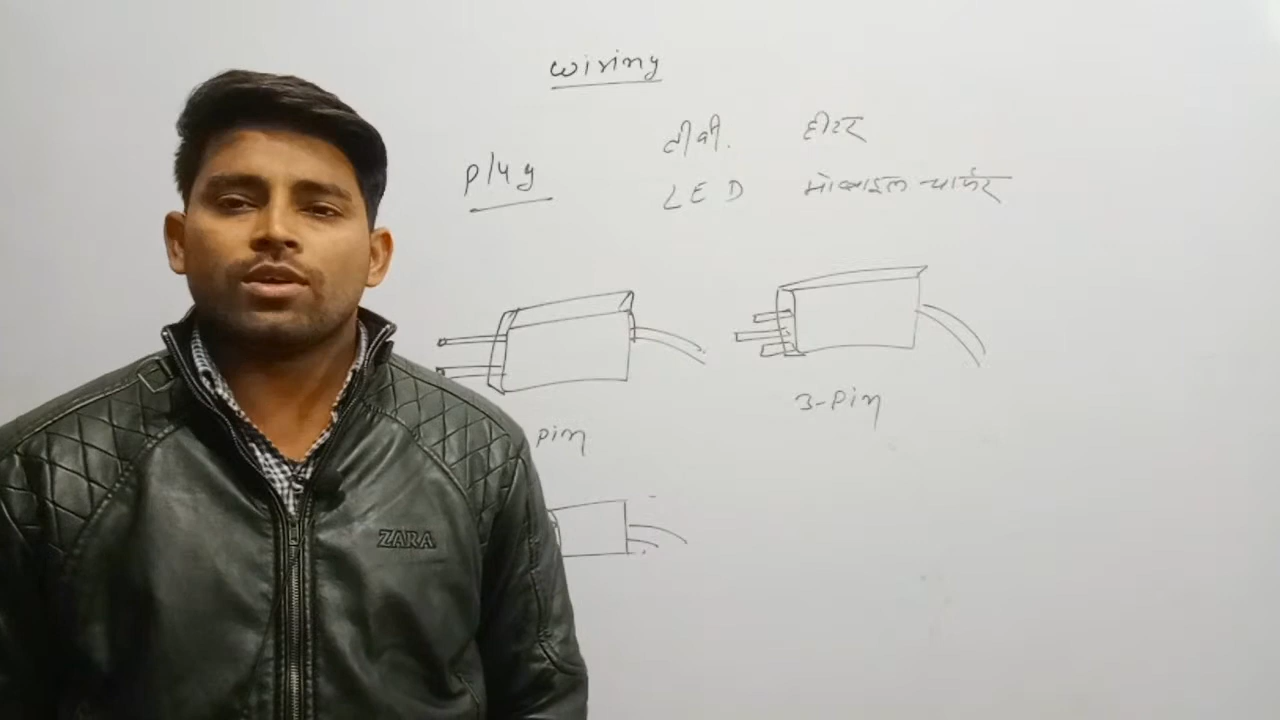 wiring
टीवी. हीटर
plug
LED मोबाइल चार्जर
3-pin
pin
ZARA